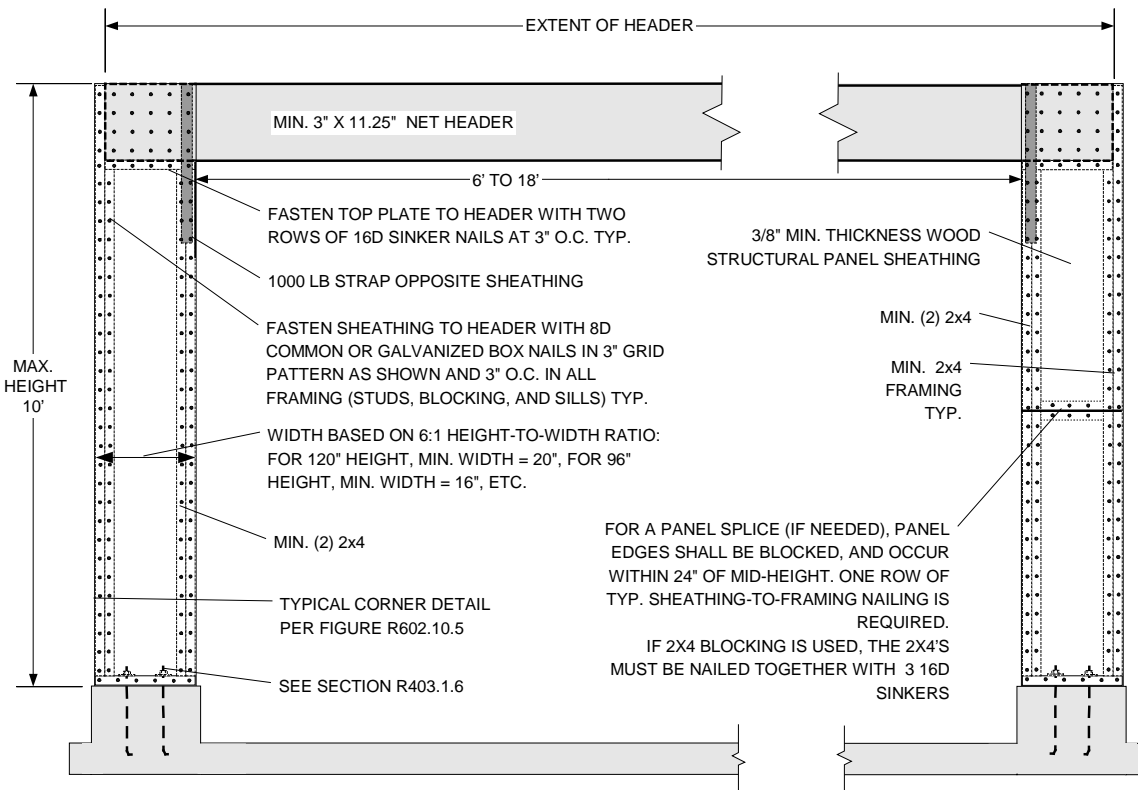 EXTENT OF HEADER
MIN. 3" X 11.25" NET HEADER
6' TO 18'
FASTEN TOP PLATE TO HEADER WITH TWO
ROWS OF 16D SINKER NAILS AT 3" O.C. TYP.
1000 LB STRAP OPPOSITE SHEATHING
FASTEN SHEATHING TO HEADER WITH 8D
COMMON OR GALVANIZED BOX NAILS IN 3" GRID
PATTERN AS SHOWN AND 3" O.C. IN ALL
FRAMING (STUDS, BLOCKING, AND SILLS) TYP.
MAX.
HEIGHT
10'
WIDTH BASED ON 6:1 HEIGHT-TO-WIDTH RATIO:
FOR 120" HEIGHT, MIN. WIDTH = 20", FOR 96"
HEIGHT, MIN. WIDTH = 16", ETC.
MIN. (2) 2x4
TYPICAL CORNER DETAIL
PER FIGURE R602.10.5
SEE SECTION R403.1.6
3/8" MIN. THICKNESS WOOD
STRUCTURAL PANEL SHEATHING
MIN. (2) 2x4
MIN. 2x4
FRAMING
TYP.
FOR A PANEL SPLICE (IF NEEDED), PANEL
EDGES SHALL BE BLOCKED, AND OCCUR
WITHIN 24" OF MID-HEIGHT. ONE ROW OF
TYP. SHEATHING-TO-FRAMING NAILING IS
REQUIRED.
IF 2X4 BLOCKING IS USED, THE 2X4'S
MUST BE NAILED TOGETHER WITH 3 16D
SINKERS